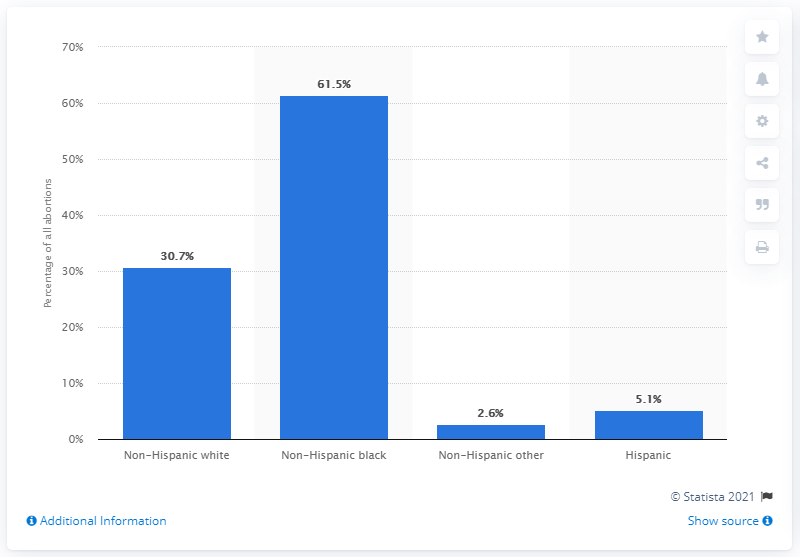 70%
60%
50%
40%
30%
20%
10%
0%
Percentage of all abortions
30.7%
61.5%
2.6%
5.1%
Non-Hispanic white
Non-Hispanic black
Non-Hispanic other
Hispanic
© Statista 2021
Additional Information
Show source